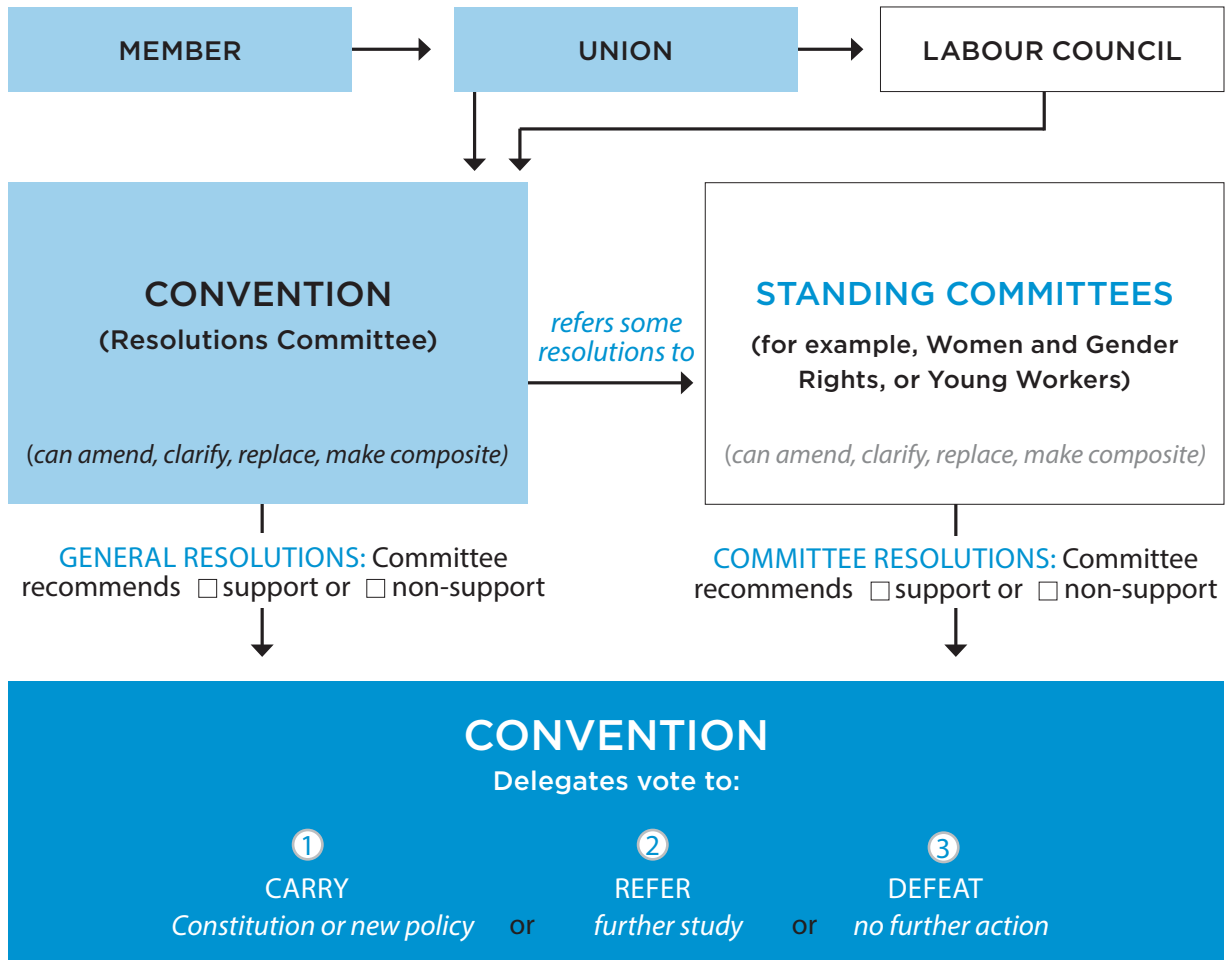 MEMBER
UNION
LABOUR COUNCIL
CONVENTION
(Resolutions Committee)
(can amend, clarify, replace, make composite)
refers some
resolutions to
STANDING COMMITTEES
(for example, Women and Gender
Rights, or Young Workers)
(can amend, clarify, replace, make composite)
GENERAL RESOLUTIONS: Committee
recommends □ support or □ non-support
COMMITTEE RESOLUTIONS: Committee
recommends □ support or □ non-support
CONVENTION
Delegates vote to:
1 2 3
CARRY REFER DEFEAT
Constitution or new policy or further study or no further action